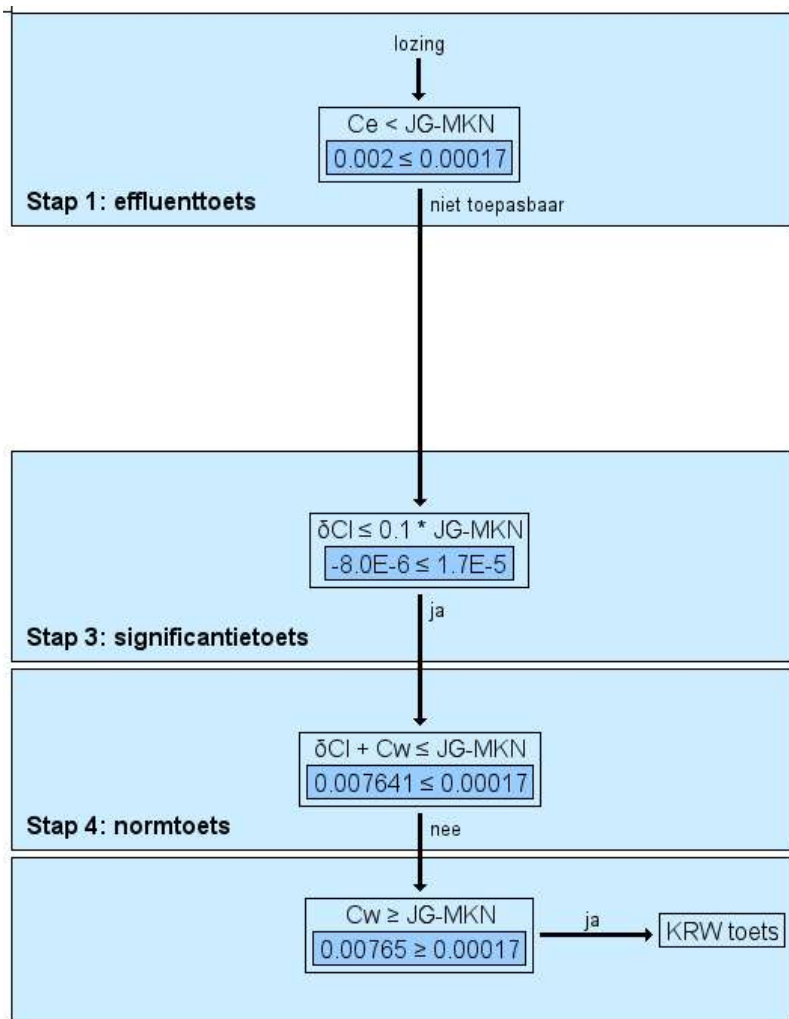 lozing
Ce < JG-MKN
0.002 ≤ 0.00017
Stap 1: effluenttoets
niet toepasbaar
δCl ≤ 0.1 * JG-MKN
-8.0E-6 ≤ 1.7E-5
ja
Stap 3: significantietoets
δCl + Cw ≤ JG-MKN
0.007641 ≤ 0.00017
Stap 4: normtoets
nee
Cw ≥ JG-MKN
0.00765 ≥ 0.00017
ja
KRW toets